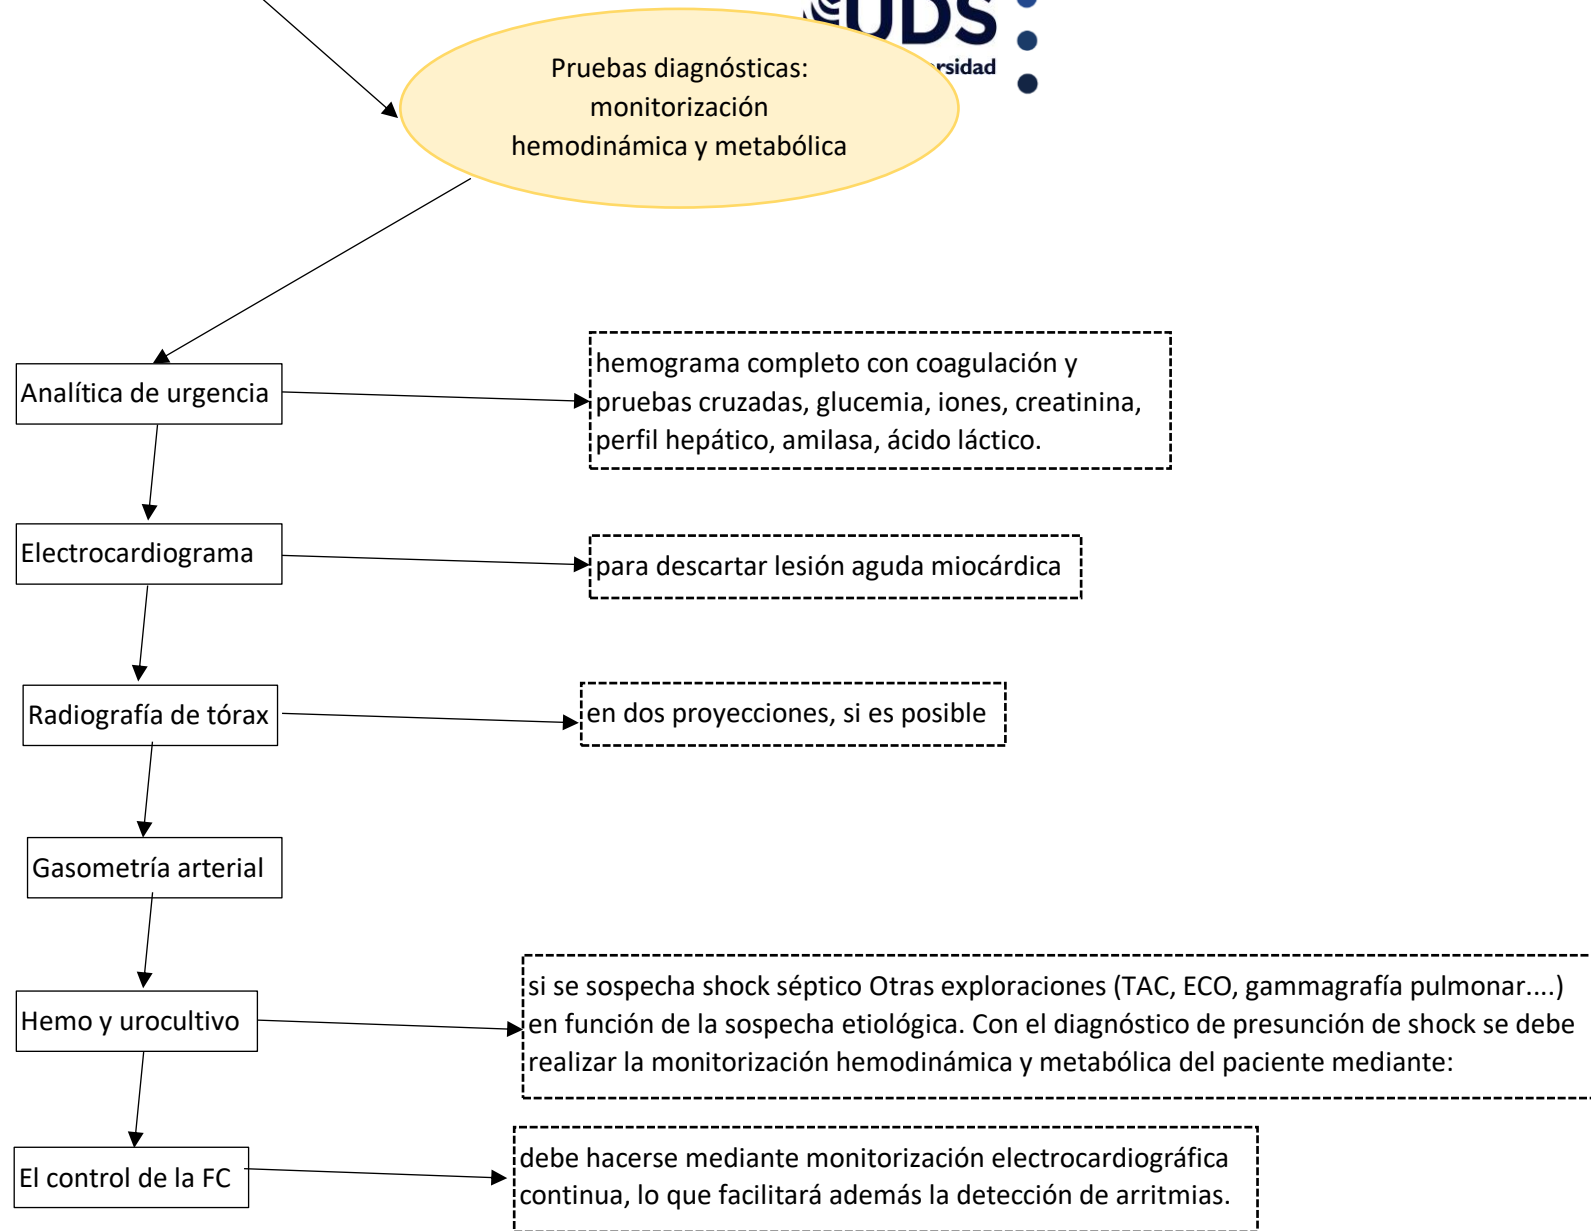 UDS
rsidad
Pruebas diagnósticas:
monitorización
hemodinámica y metabólica
Analítica de urgencia
hemograma completo con coagulación y
pruebas cruzadas, glucemia, iones, creatinina,
perfil hepático, amilasa, ácido láctico.
Electrocardiograma
para descartar lesión aguda miocárdica
Radiografía de tórax
en dos proyecciones, si es posible
Gasometría arterial
Hemo y urocultivo
si se sospecha shock séptico Otras exploraciones (TAC, ECO, gammagrafía pulmonar....)
en función de la sospecha etiológica. Con el diagnóstico de presunción de shock se debe
realizar la monitorización hemodinámica y metabólica del paciente mediante:
El control de la FC
debe hacerse mediante monitorización electrocardiográfica
continua, lo que facilitará además la detección de arritmias.